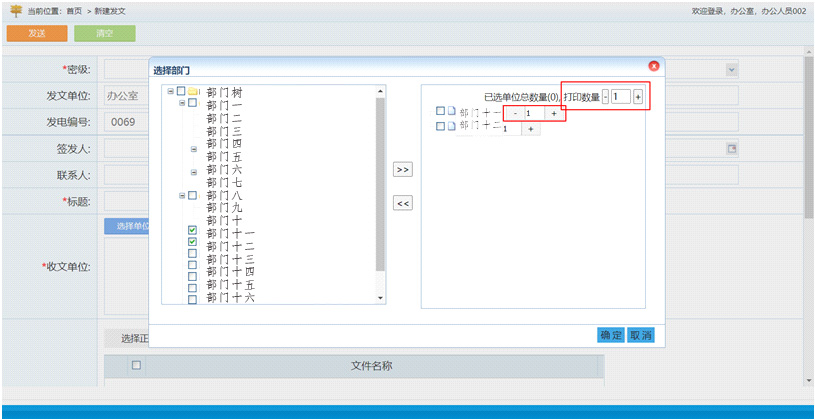 当前位置：首页 > 新建发文 欢迎登录，办公室，办公人员002
发送 清空
*密级:
发文单位: 办公室
发电编号: 0069
签发人:
联系人:
*标题:
选择单位
*收文单位:
选择正
文件名称
选择部门
部门树
部门一
部门二
部门三
部门四
部门五
部门六
部门七
部门八
部门九
部门十
部门十一
部门十二
部门十三
部门十四
部门十五
部门十六
>>
<<
已选单位总数量(0), 打印数量 - 1 +
部门十一 - 1 +
部门十二 1 +
确定 取消